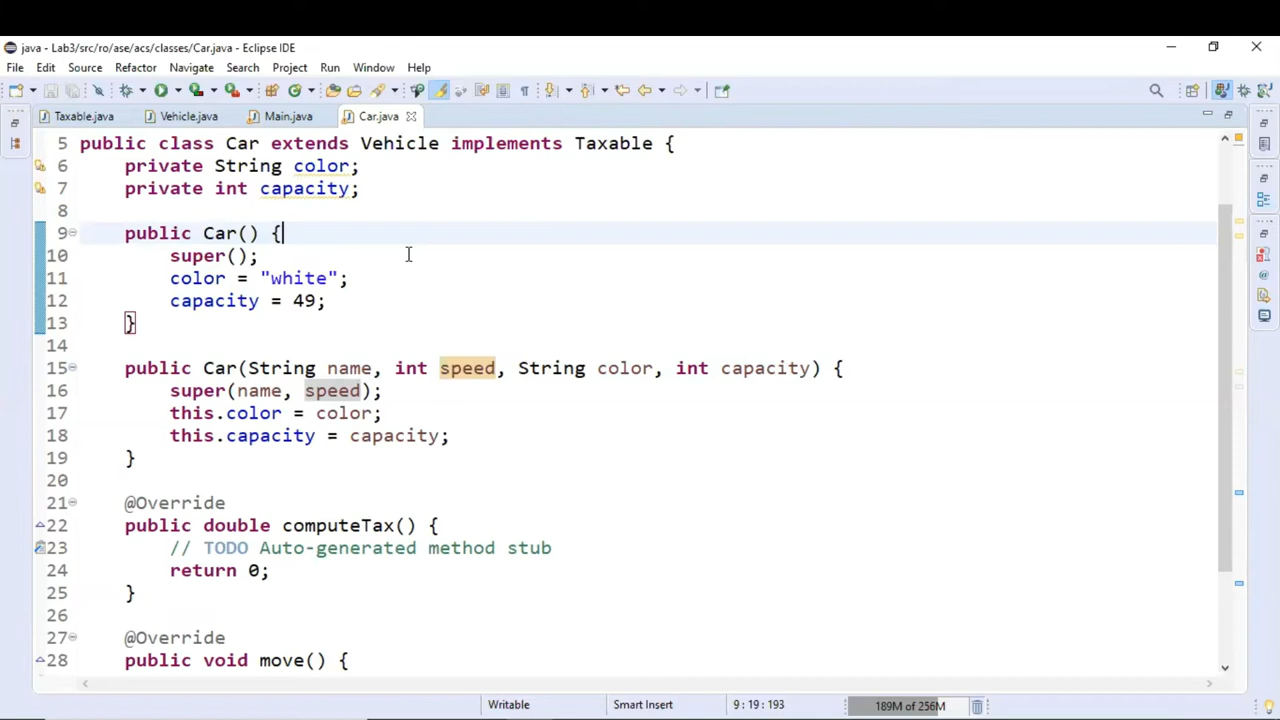 java - Lab3/src/ro/ase/acs/classes/Car.java - Eclipse IDE
File Edit Source Refactor Navigate Search Project Run Window Help
Taxable.java Vehicle.java Main.java Car.java
5 public class Car extends Vehicle implements Taxable {
6 private String color;
7 private int capacity;
8
9 public Car() {
10 super();
11 color = "white";
12 capacity = 49;
13 }
14
15 public Car(String name, int speed, String color, int capacity) {
16 super(name, speed);
17 this.color = color;
18 this.capacity = capacity;
19 }
20
21 @Override
22 public double computeTax() {
23 // TODO Auto-generated method stub
24 return 0;
25 }
26
27 @Override
28 public void move() {
Writable Smart Insert 9 : 19 : 193 189M of 256M